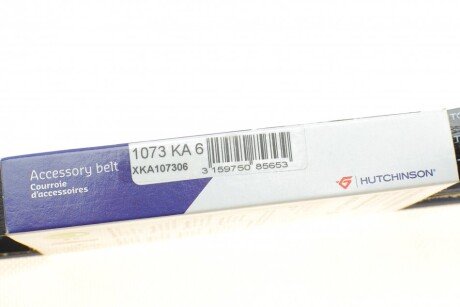 Accessory belt
Courroie
d'accessoires
1073 KA 6
XKA107306
3 159750 85653
HUTCHINSON®